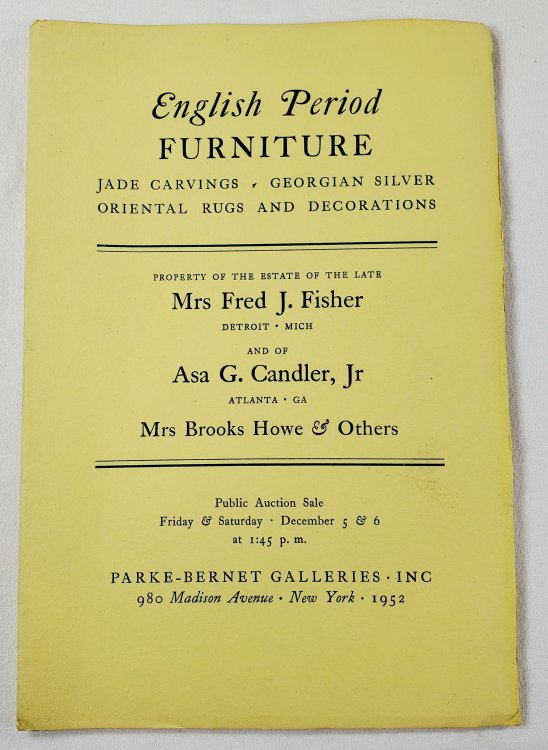 English Period
FURNITURE
JADE CARVINGS , GEORGIAN SILVER
ORIENTAL RUGS AND DECORATIONS
PROPERTY OF THE ESTATE OF THE LATE
Mrs Fred J. Fisher
DETROIT · MICH
AND OF
Asa G. Candler, Jr
ATLANTA · GA
Mrs Brooks Howe & Others
Public Auction Sale
Friday & Saturday · December 5 & 6
at 1:45 p. m.
PARKE-BERNET GALLERIES · INC
980 Madison Avenue · New York · 1952